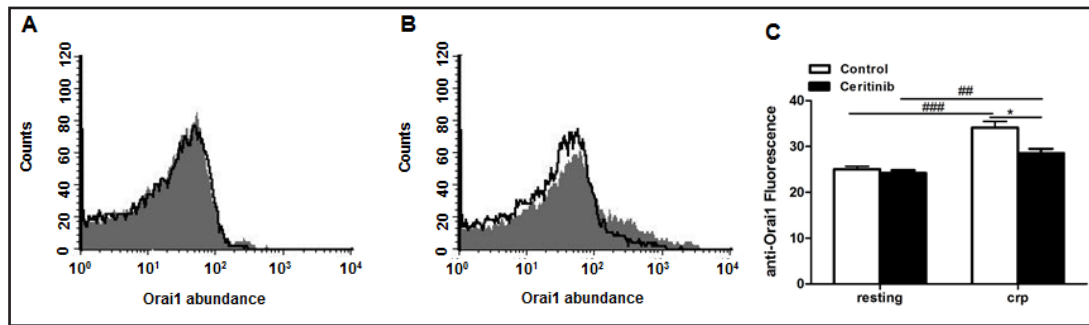 A
B
C
120
100
80
60
40
20
0
Counts
10⁰ 10¹ 10² 10³ 10⁴
Orai1 abundance
120
100
80
60
40
20
0
Counts
10⁰ 10¹ 10² 10³ 10⁴
Orai1 abundance
Control
Ceritinib
##
###
*
40
30
20
10
0
anti-Orai1 Fluorescence
resting crp